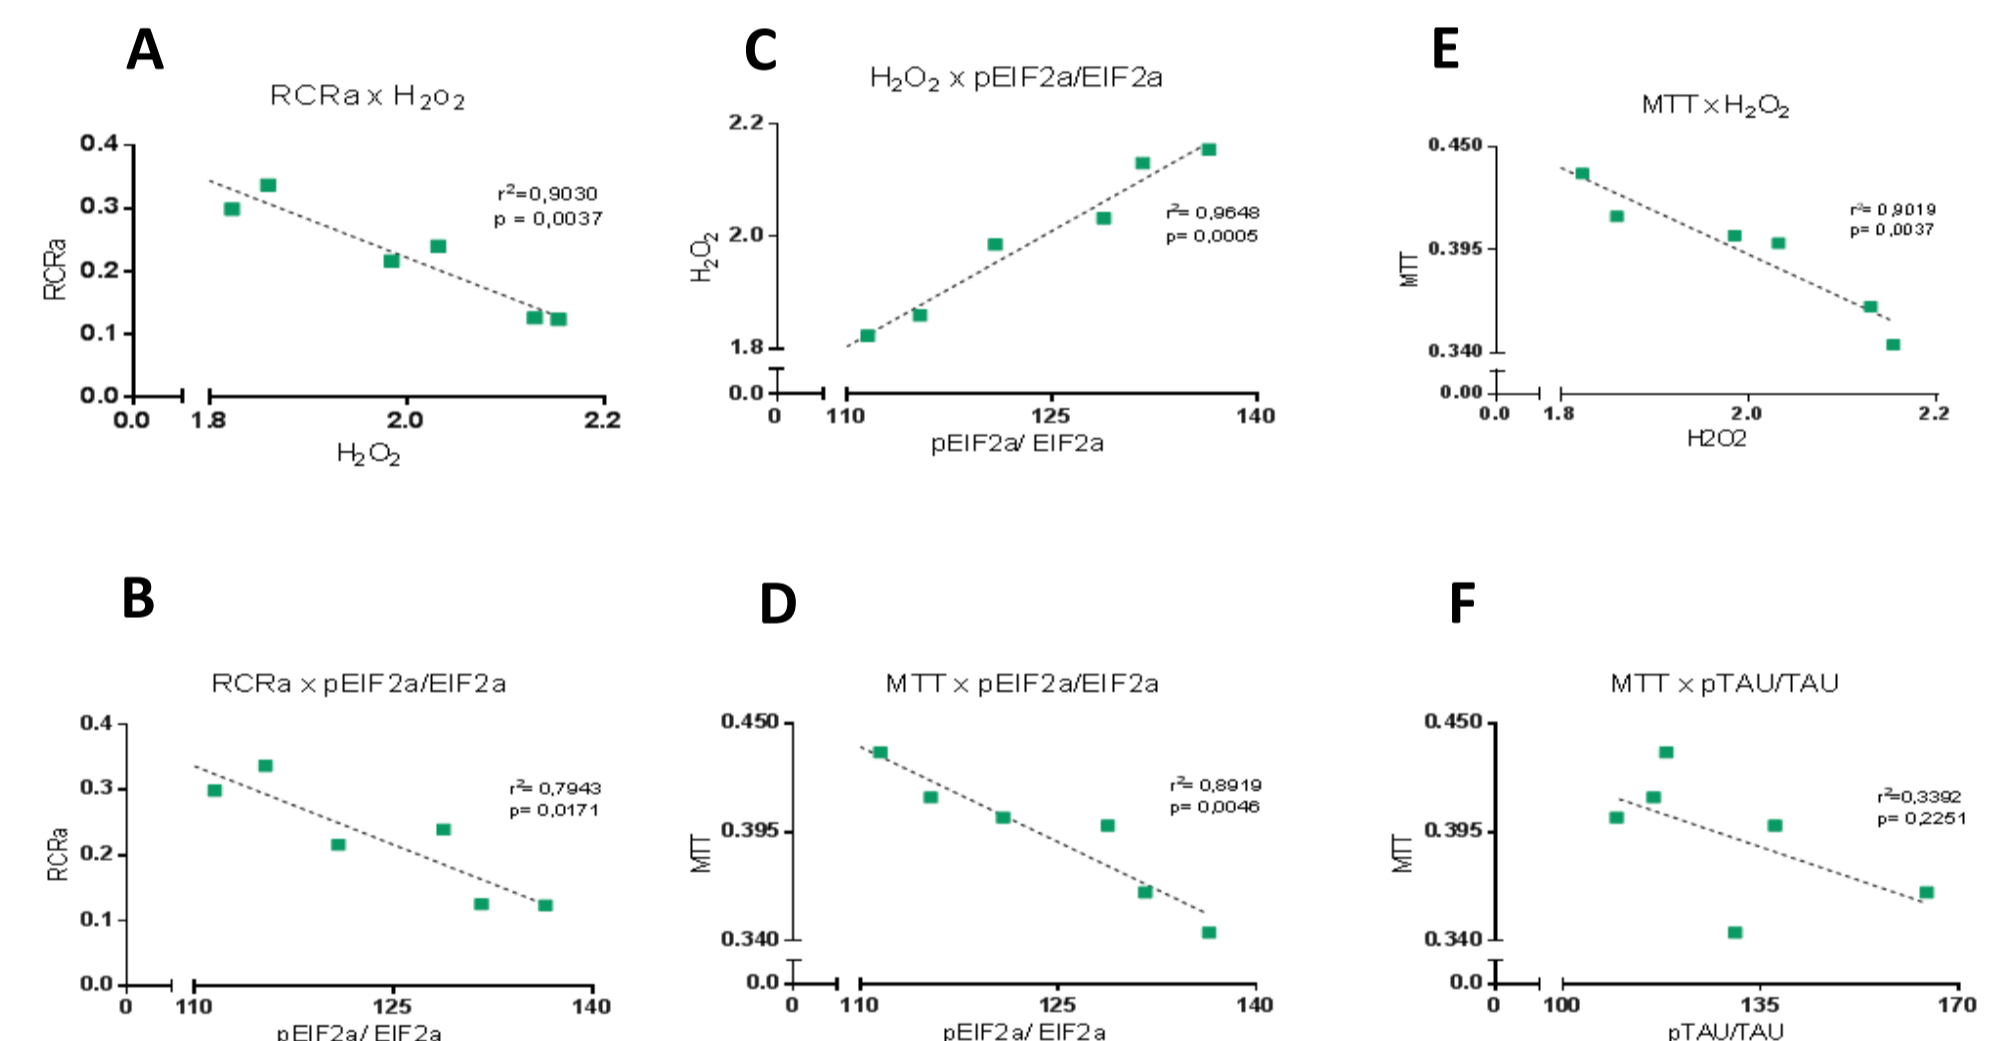 A
RCRa x H₂o₂
0.4
0.3
0.2
0.1
0.0
RCRa
r²=0,9030
p = 0,0037
0.0 1.8 2.0 2.2
H₂O₂
C
H₂O₂ x pEIF2a/EIF2a
2.2
2.0
1.8
0.0
H₂O₂
r²= 0,9648
p= 0,0005
0 110 125 140
pEIF2a/ EIF2a
E
MTT x H₂O₂
0.450
0.395
0.340
0.00
MTT
r²= 0,9019
p= 0,0037
0.0 1.8 2.0 2.2
H2O2
B
RCRa x pEIF2a/EIF2a
0.4
0.3
0.2
0.1
0.0
RCRa
r²= 0,7943
p= 0,0171
0 110 125 140
pEIF2a/ EIF2a
D
MTT x pEIF2a/EIF2a
0.450
0.395
0.340
0.0
MTT
r²= 0,8919
p= 0,0046
0 110 125 140
pEIF2a/ EIF2a
F
MTT x pTAU/TAU
0.450
0.395
0.340
0.0
MTT
r²=0,3392
p= 0,2251
0 100 135 170
pTAU/TAU